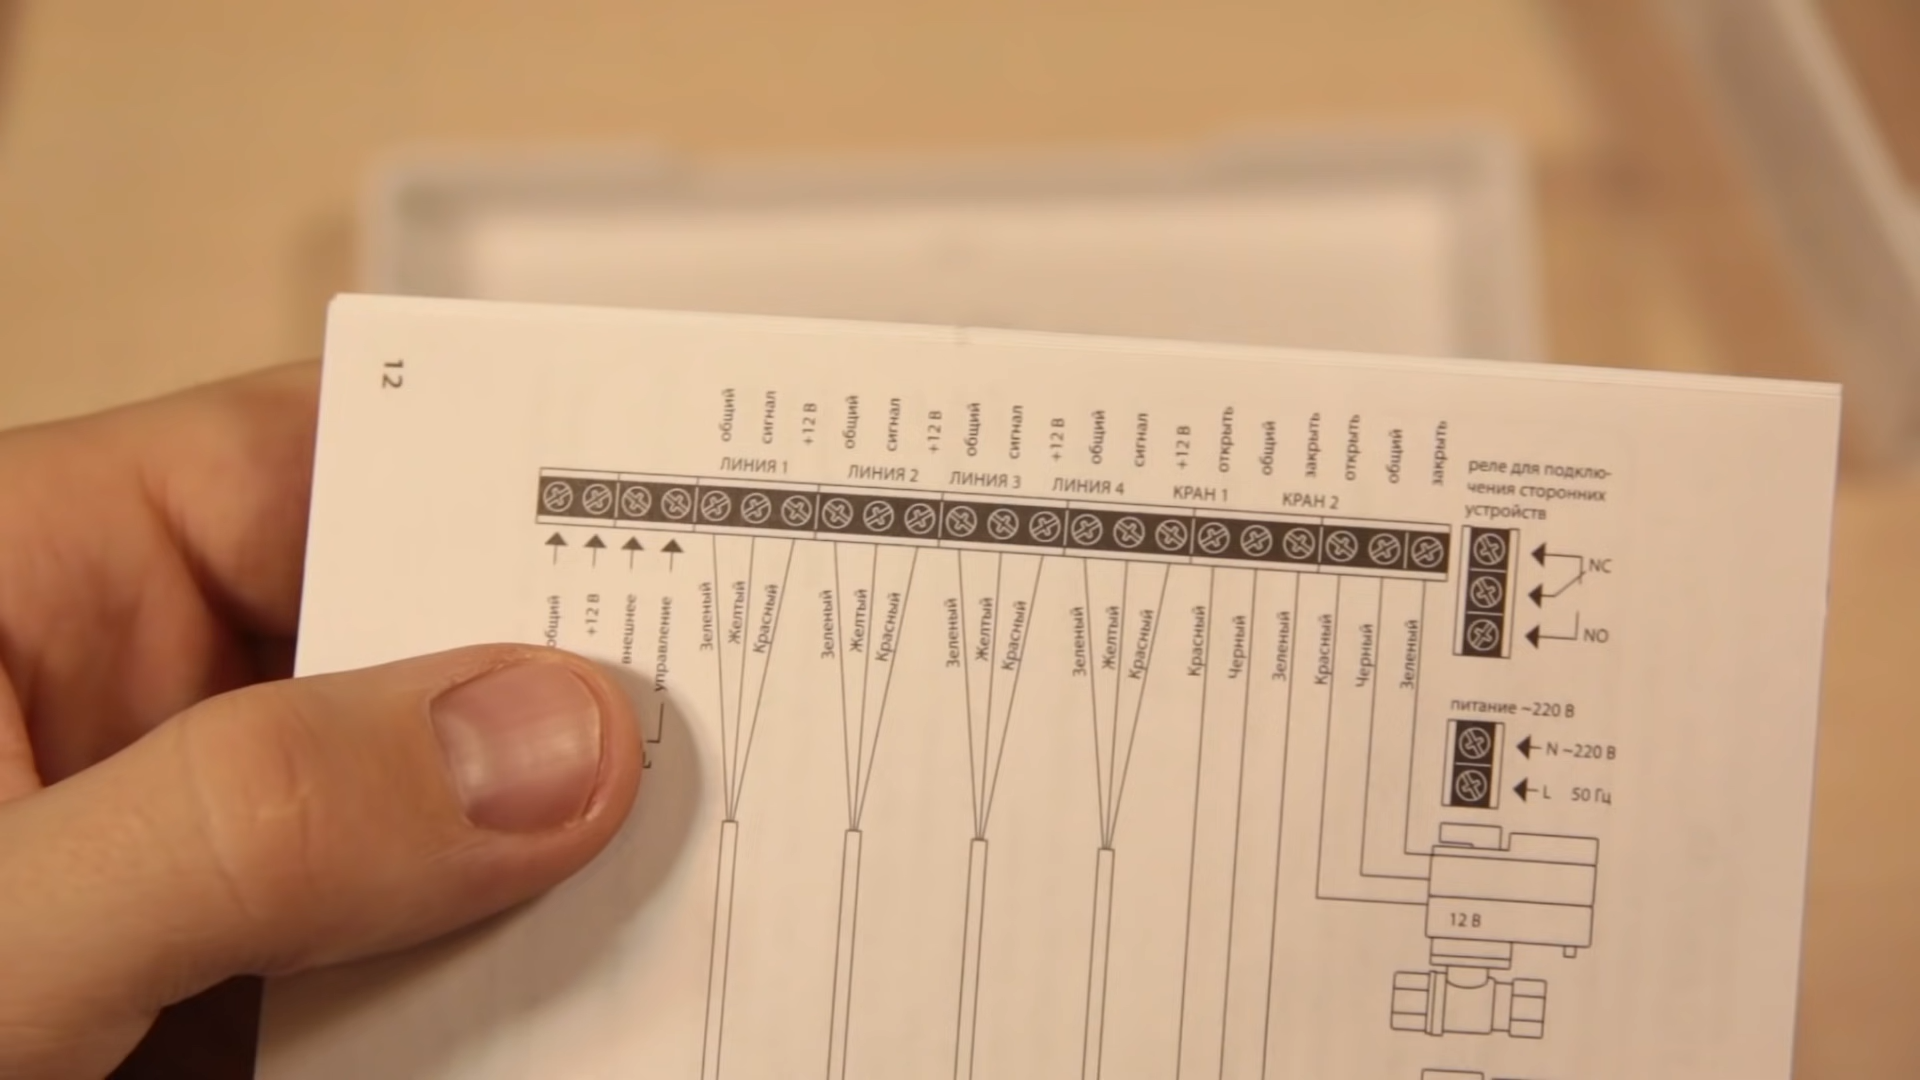 12
общий
сигнал
+12 В
общий
сигнал
+12 В
общий
сигнал
+12 В
общий
сигнал
+12 В
открыть
общий
закрыть
открыть
общий
закрыть
ЛИНИЯ 1
ЛИНИЯ 2
ЛИНИЯ 3
ЛИНИЯ 4
КРАН 1
КРАН 2
реле для подклю-
чения сторонних
устройств
NC
NO
общий
+12 В
внешнее
управление
Зеленый
Желтый
Красный
Зеленый
Желтый
Красный
Зеленый
Желтый
Красный
Зеленый
Желтый
Красный
Красный
Черный
Зеленый
Красный
Черный
Зеленый
питание ~220 В
N ~220 В
L 50 Гц
12 В